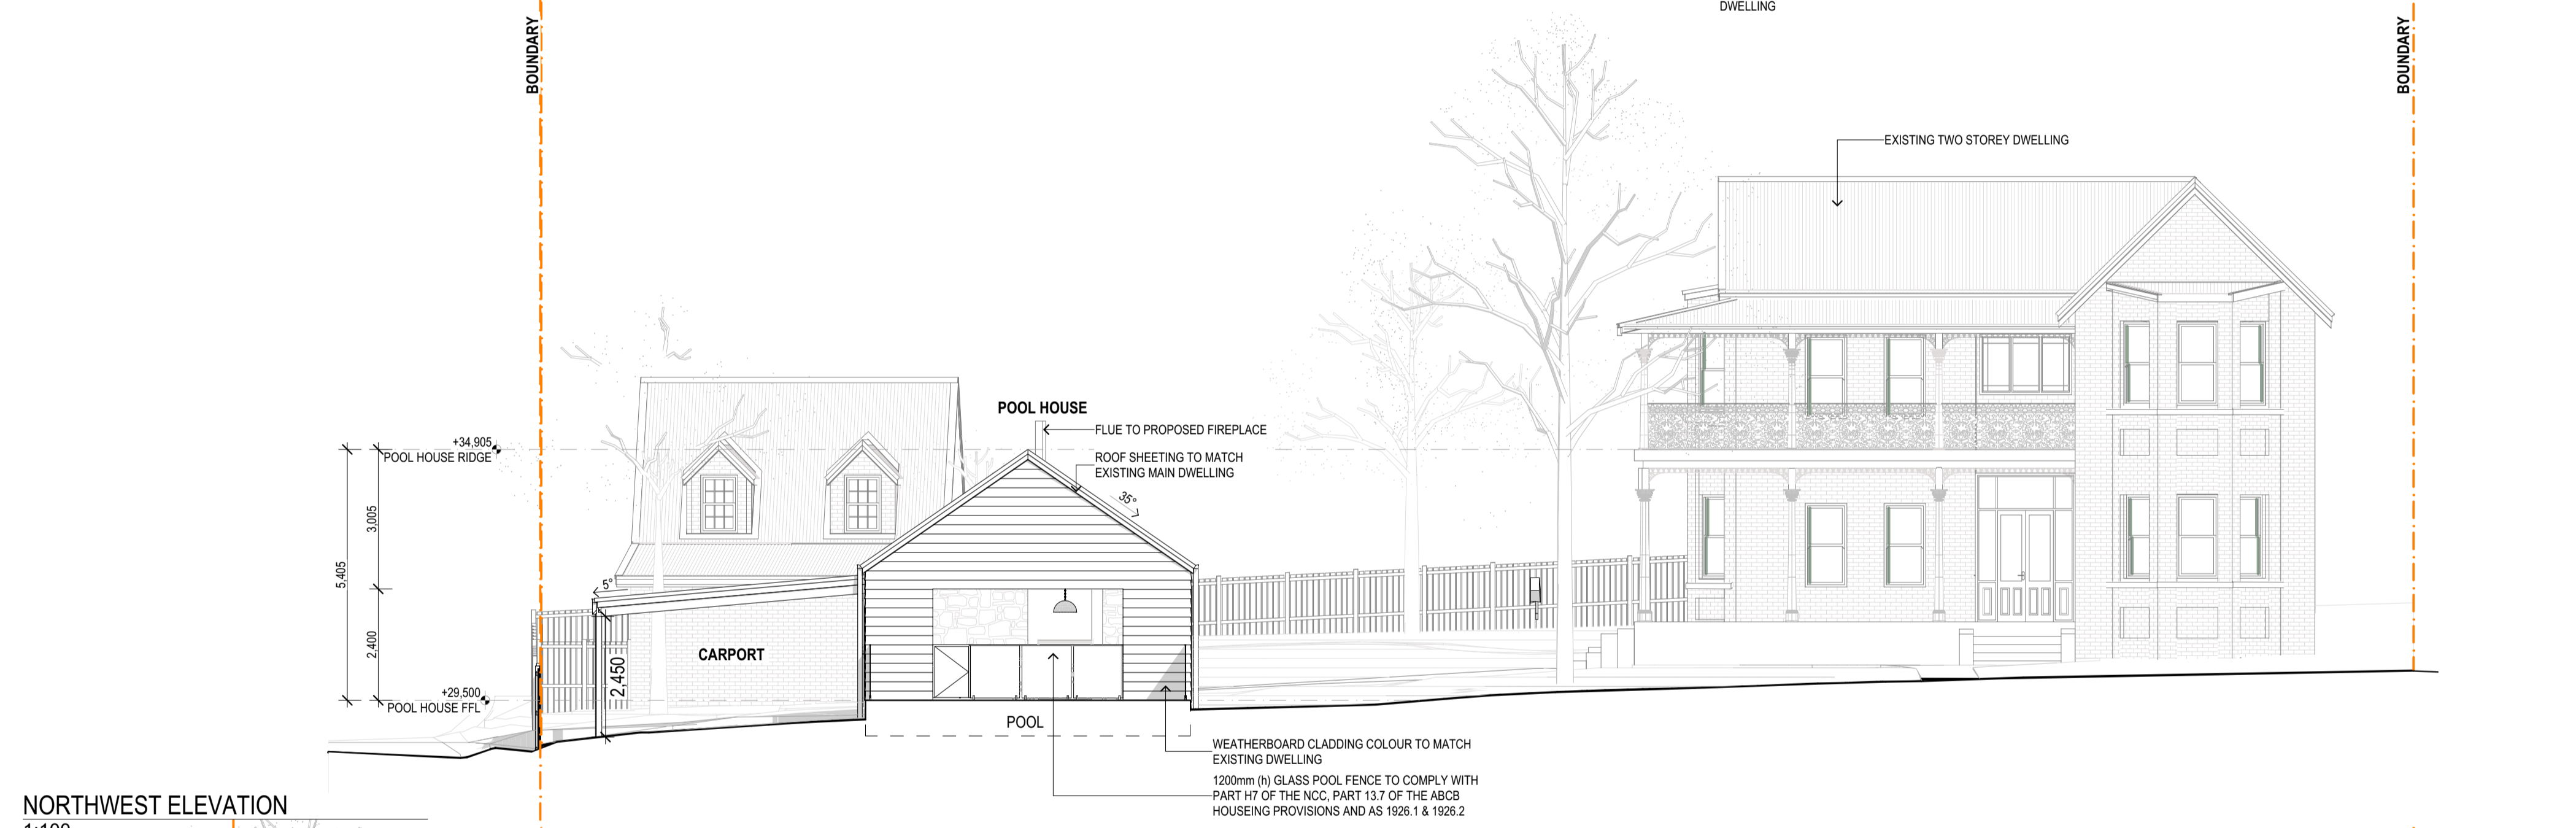 DWELLING
BOUNDARY
BOUNDARY
EXISTING TWO STOREY DWELLING
POOL HOUSE
FLUE TO PROPOSED FIREPLACE
+34,905
POOL HOUSE RIDGE
ROOF SHEETING TO MATCH
EXISTING MAIN DWELLING
35°
3,005
5,405
5°
2,400
CARPORT
2,450
+29,500
POOL HOUSE FFL
POOL
WEATHERBOARD CLADDING COLOUR TO MATCH
EXISTING DWELLING
1200mm (h) GLASS POOL FENCE TO COMPLY WITH
PART H7 OF THE NCC, PART 13.7 OF THE ABCB
HOUSEING PROVISIONS AND AS 1926.1 & 1926.2
NORTHWEST ELEVATION
1:100